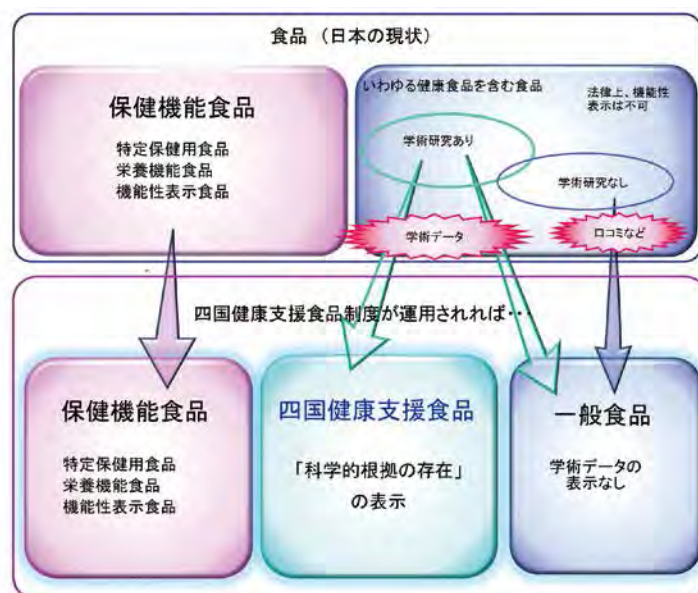 食品 （日本の現状）
保健機能食品
特定保健用食品
栄養機能食品
機能性表示食品
いわゆる健康食品を含む食品
法律上、機能性
表示は不可
学術研究あり
学術研究なし
学術データ
口コミなど
四国健康支援食品制度が運用されれば・・・
保健機能食品
特定保健用食品
栄養機能食品
機能性表示食品
四国健康支援食品
「科学的根拠の存在」
の表示
一般食品
学術データの
表示なし